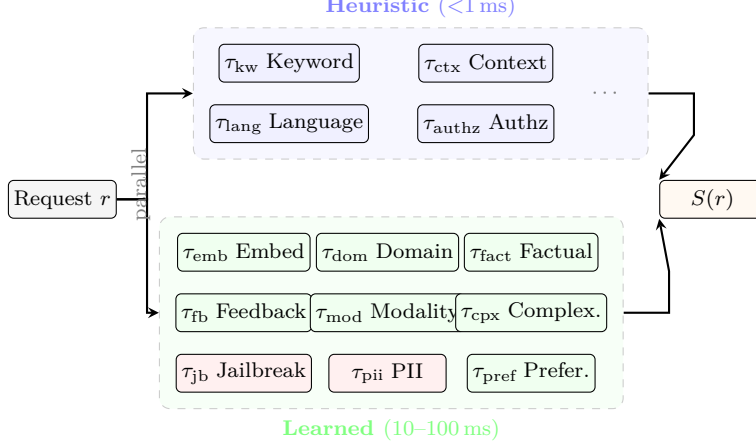 Heuristic (<1 ms)
τkw Keyword
τctx Context
...
τlang Language
τauthz Authz
parallel
Request r
S(r)
τemb Embed
τdom Domain
τfact Factual
τfb Feedback
τmod Modality
τcpx Complex.
τjb Jailbreak
τpii PII
τpref Prefer.
Learned (10–100 ms)